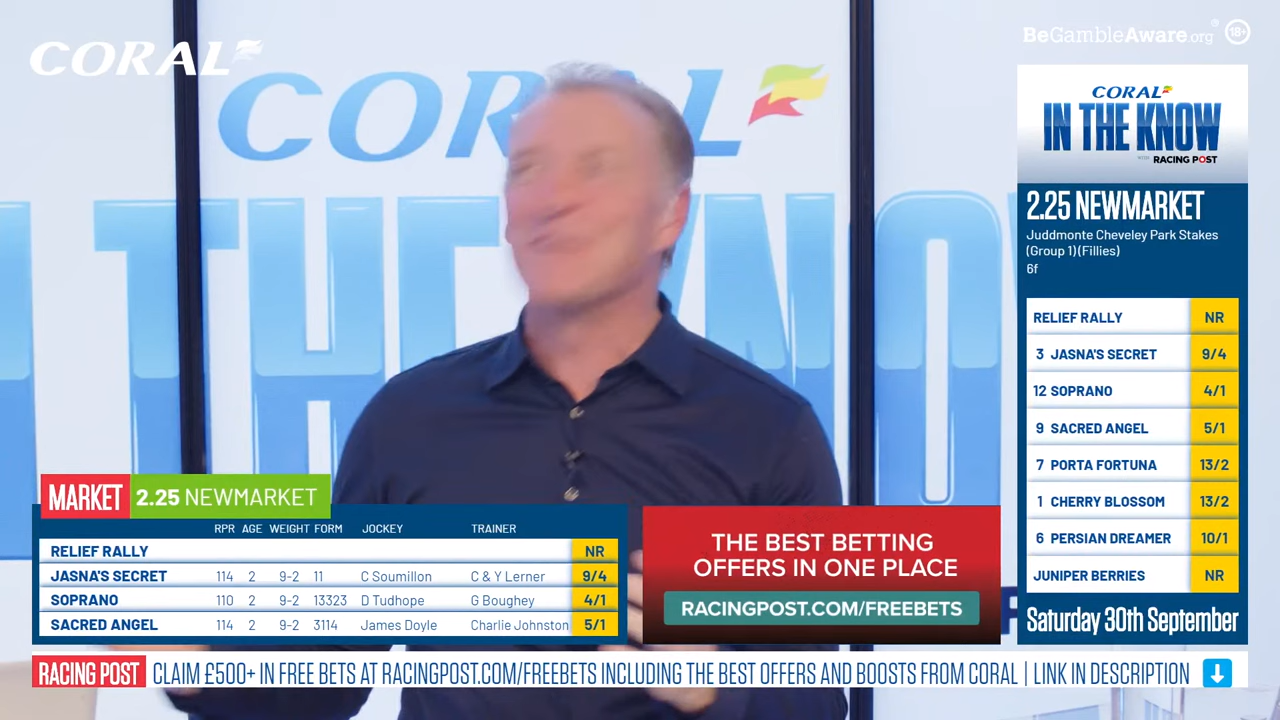 CORAL
BeGambleAware.org® 18+
CORAL
THE KNOW
CORAL
IN THE KNOW
WITH RACING POST
2.25 NEWMARKET
Juddmonte Cheveley Park Stakes
(Group 1)(Fillies)
6f
RELIEF RALLY NR
3 JASNA'S SECRET 9/4
12 SOPRANO 4/1
9 SACRED ANGEL 5/1
7 PORTA FORTUNA 13/2
1 CHERRY BLOSSOM 13/2
6 PERSIAN DREAMER 10/1
JUNIPER BERRIES NR
Saturday 30th September
MARKET 2.25 NEWMARKET
RPR AGE WEIGHT FORM JOCKEY TRAINER
RELIEF RALLY NR
JASNA'S SECRET 114 2 9-2 11 C Soumillon C & Y Lerner 9/4
SOPRANO 110 2 9-2 13323 D Tudhope G Boughey 4/1
SACRED ANGEL 114 2 9-2 3114 James Doyle Charlie Johnston 5/1
THE BEST BETTING
OFFERS IN ONE PLACE
RACINGPOST.COM/FREEBETS
RACING POST CLAIM £500+ IN FREE BETS AT RACINGPOST.COM/FREEBETS INCLUDING THE BEST OFFERS AND BOOSTS FROM CORAL | LINK IN DESCRIPTION